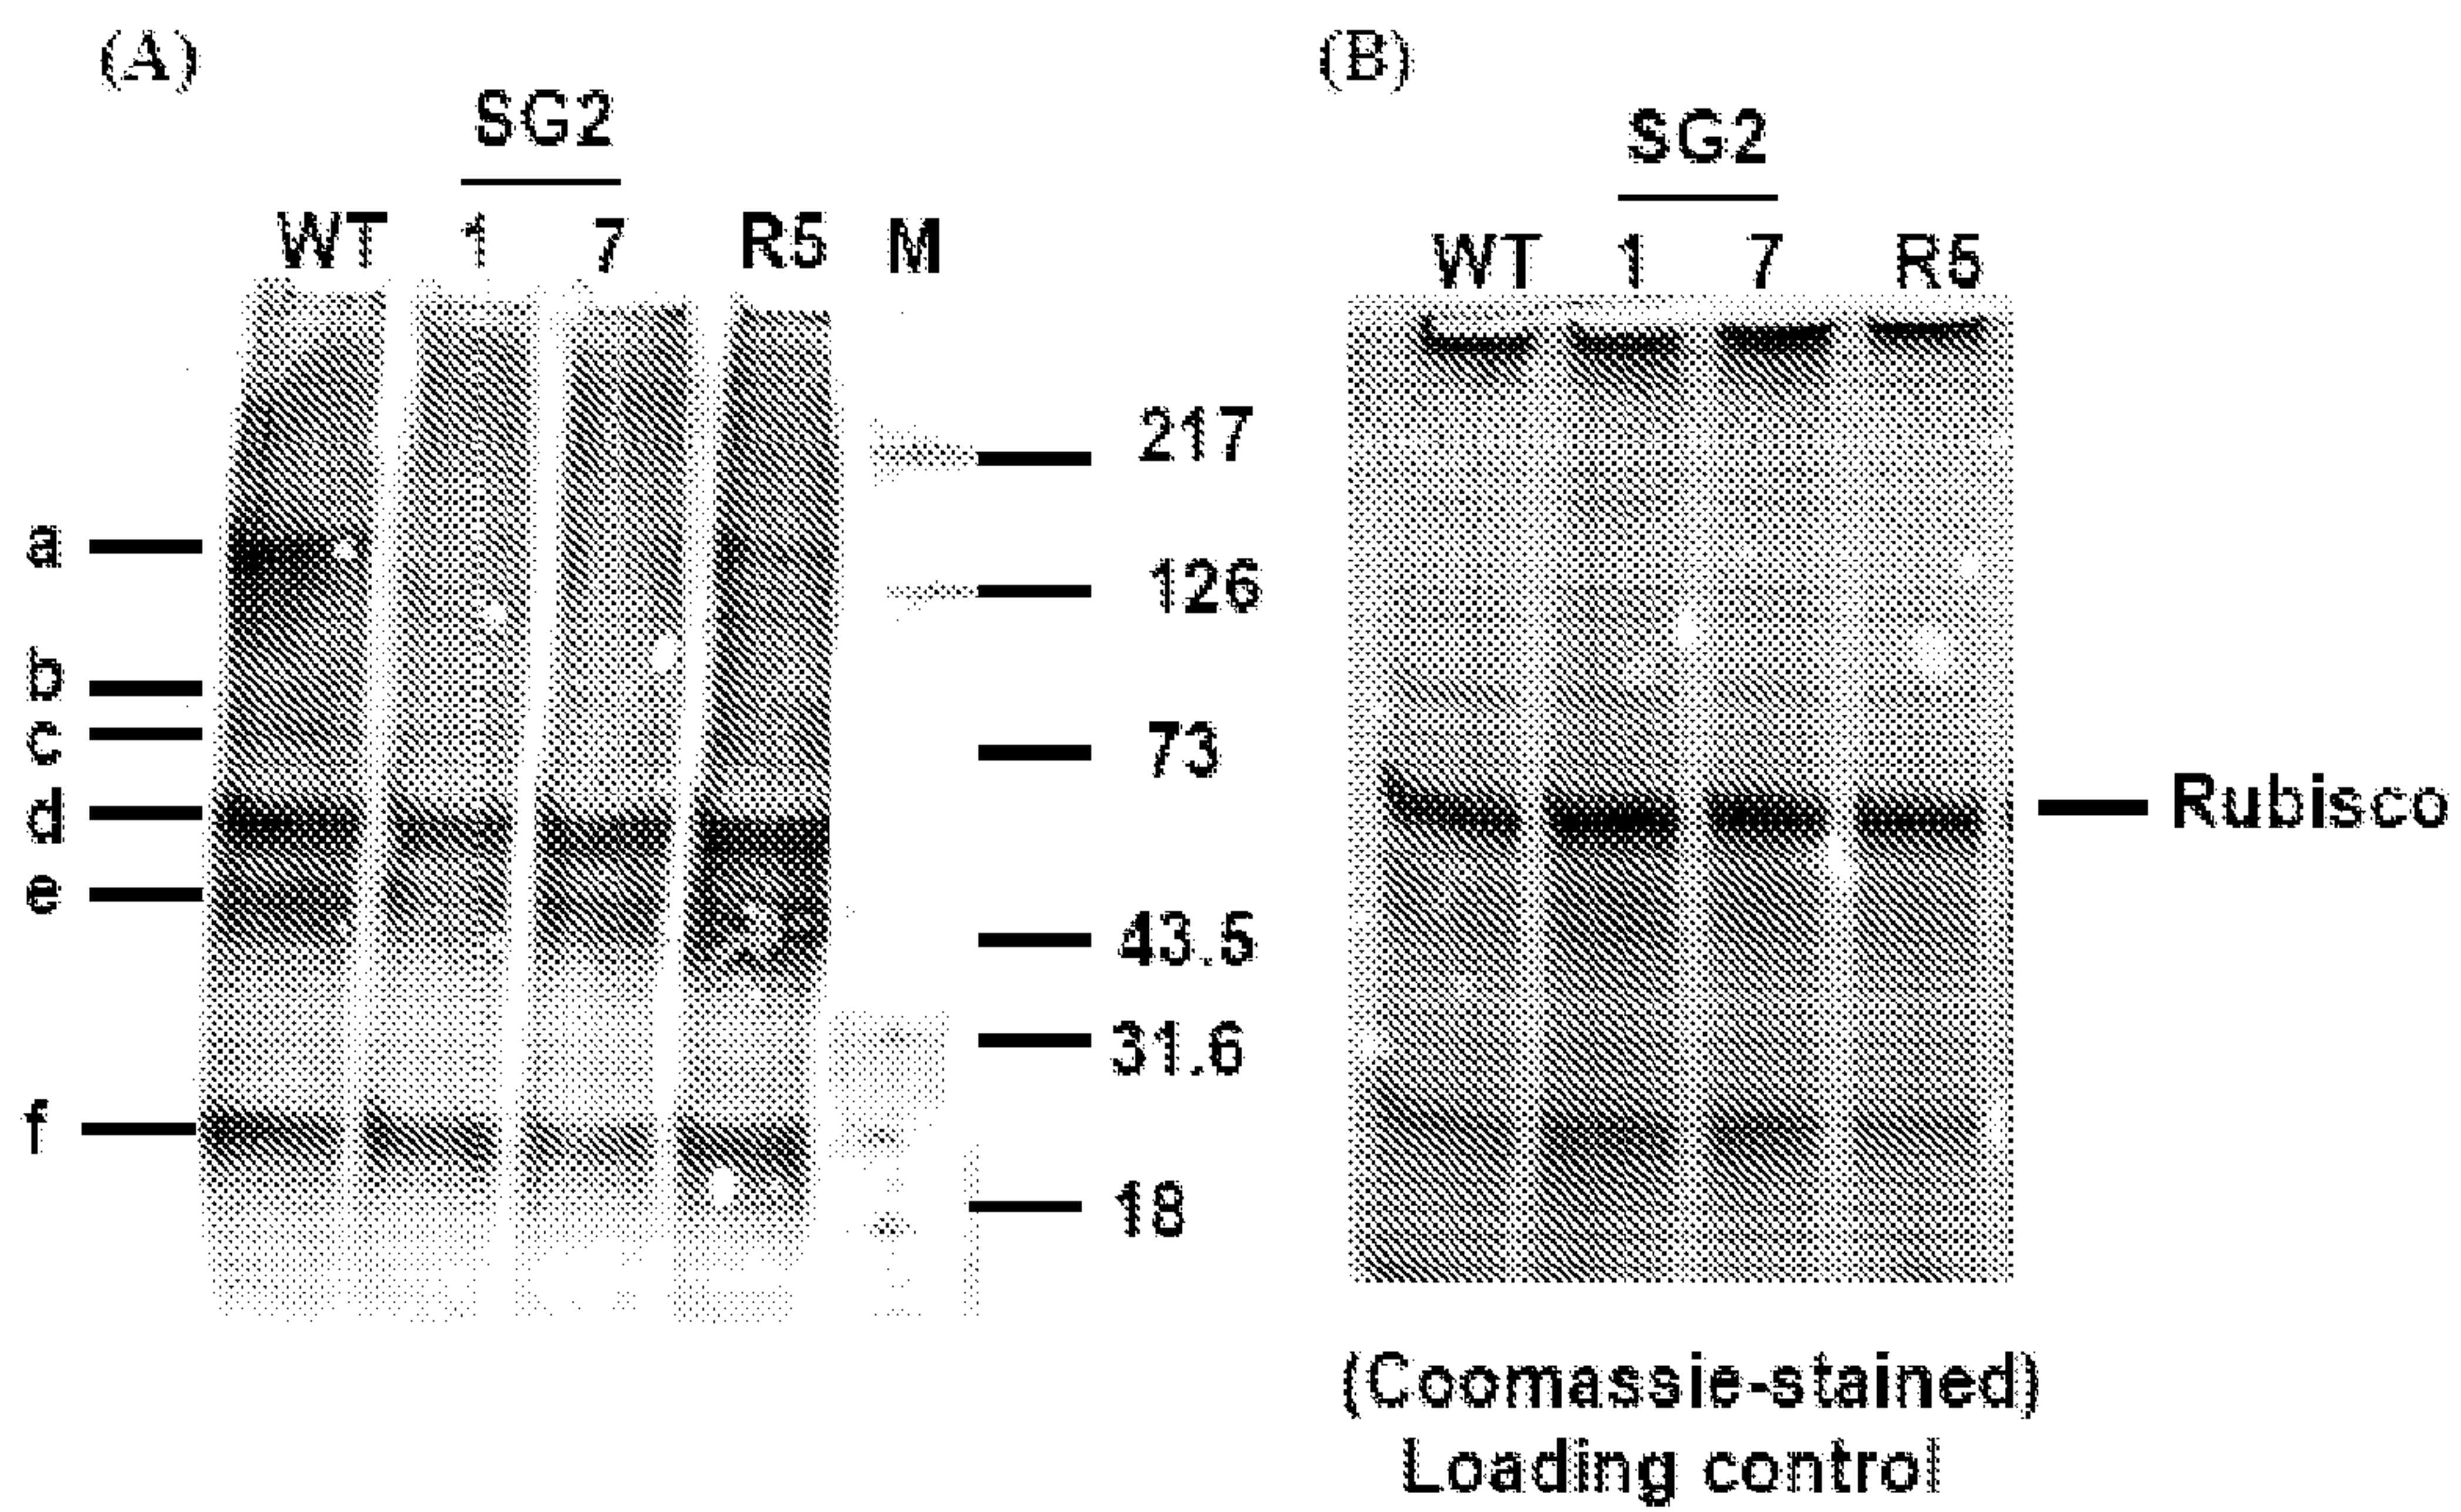 (A)
SG2
WT 1 7 R5 M
217
a
126
b
c
73
d
e
43.5
31.6
f
18
(B)
SG2
WT 1 7 R5
Rubisco
(Coomassie-stained)
Loading control